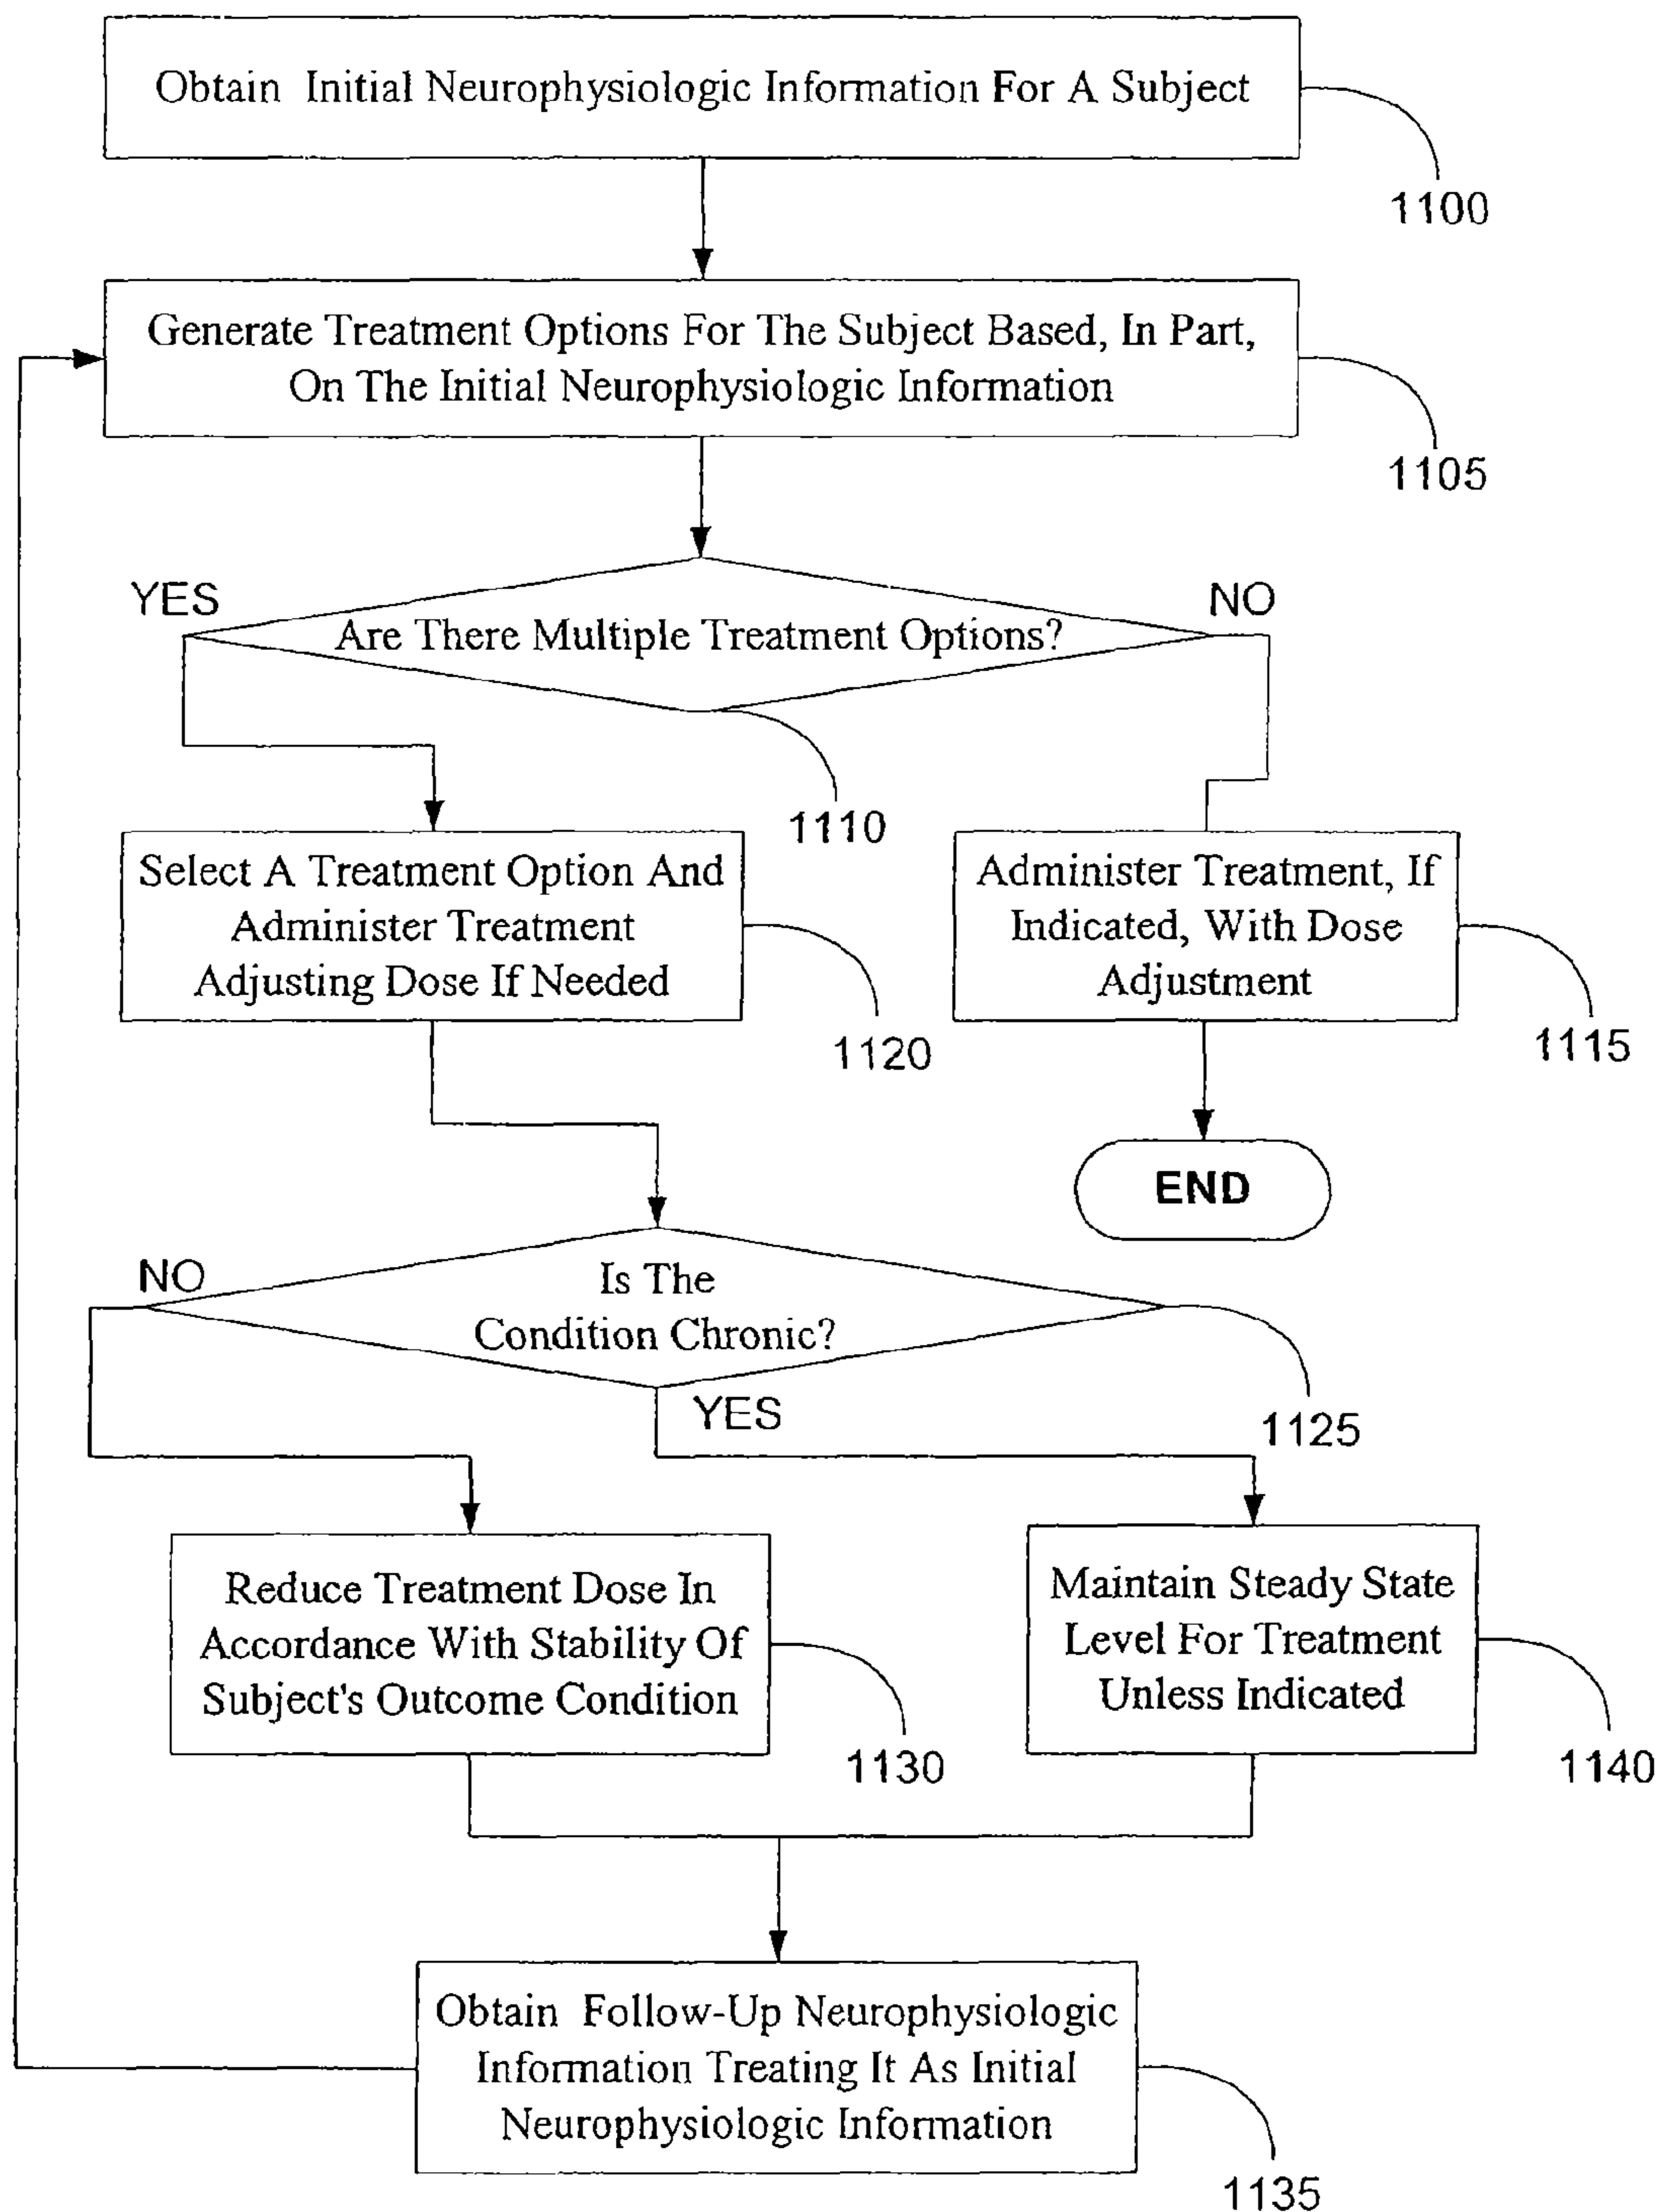 Obtain Initial Neurophysiologic Information For A Subject
1100
Generate Treatment Options For The Subject Based, In Part,
On The Initial Neurophysiologic Information
1105
YES
NO
Are There Multiple Treatment Options?
1110
Select A Treatment Option And
Administer Treatment
Adjusting Dose If Needed
1120
Administer Treatment, If
Indicated, With Dose
Adjustment
1115
END
NO
Is The
Condition Chronic?
YES
1125
Reduce Treatment Dose In
Accordance With Stability Of
Subject's Outcome Condition
1130
Maintain Steady State
Level For Treatment
Unless Indicated
1140
Obtain Follow-Up Neurophysiologic
Information Treating It As Initial
Neurophysiologic Information
1135